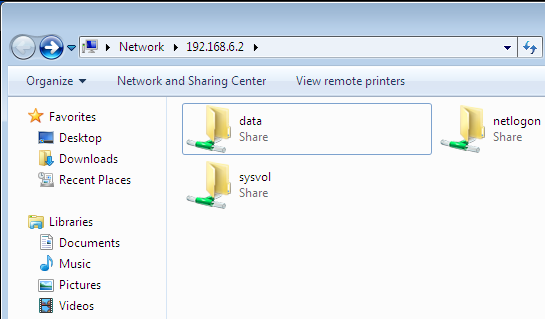 Network 192.168.6.2
Organize Network and Sharing Center View remote printers
Favorites
Desktop
Downloads
Recent Places
Libraries
Documents
Music
Pictures
Videos
data
Share
netlogon
Share
sysvol
Share